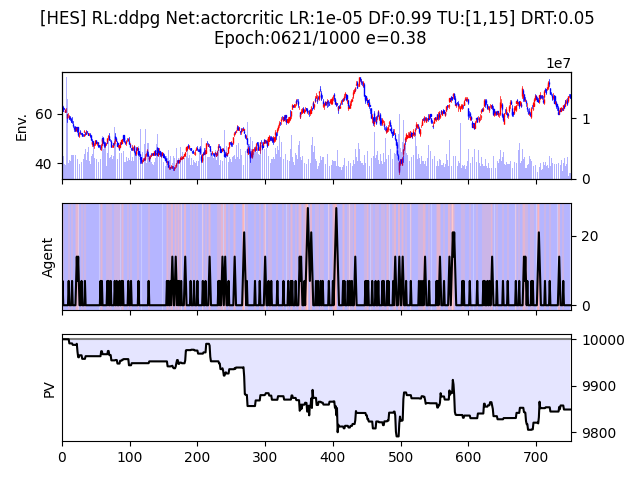 [HES] RL:ddpg Net:actorcritic LR:1e-05 DF:0.99 TU:[1,15] DRT:0.05
Epoch:0621/1000 e=0.38
1e7
Env.
60
40
1
0
Agent
20
0
PV
10000
9900
9800
0 100 200 300 400 500 600 700